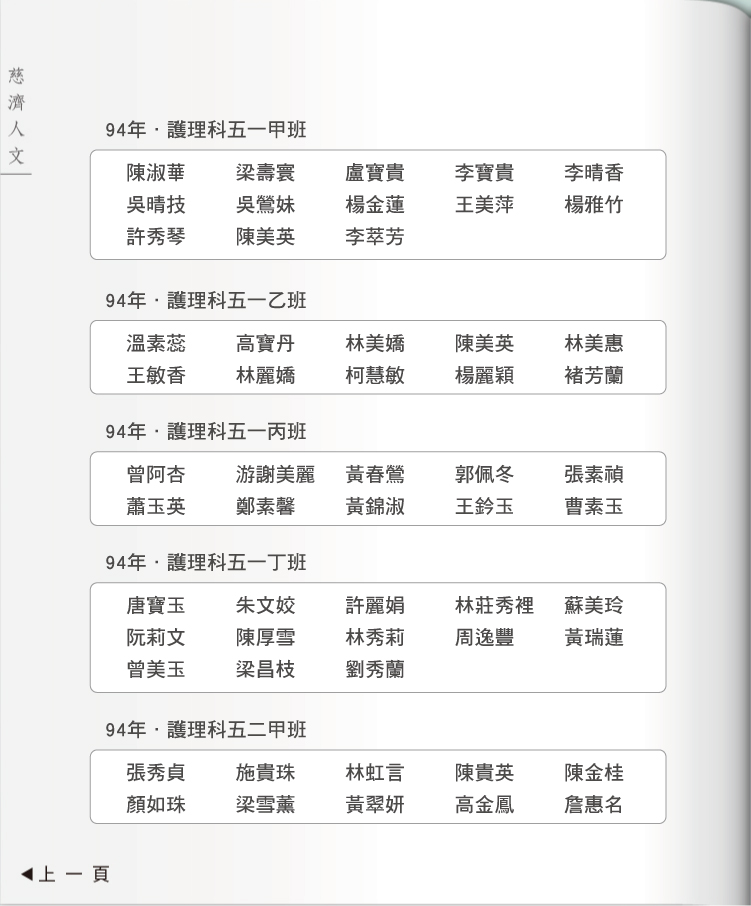 慈濟人文
94年．護理科五一甲班
陳淑華 梁壽寰 盧寶貴 李寶貴 李晴香
吳晴技 吳鶯妹 楊金蓮 王美萍 楊雅竹
許秀琴 陳美英 李萃芳
94年．護理科五一乙班
溫素蕊 高寶丹 林美嬌 陳美英 林美惠
王敏香 林麗嬌 柯慧敏 楊麗穎 褚芳蘭
94年．護理科五一丙班
曾阿杏 游謝美麗 黃春鶯 郭佩冬 張素禎
蕭玉英 鄭素馨 黃錦淑 王鈐玉 曹素玉
94年．護理科五一丁班
唐寶玉 朱文姣 許麗娟 林莊秀裡 蘇美玲
阮莉文 陳厚雪 林秀莉 周逸豐 黃瑞蓮
曾美玉 梁昌枝 劉秀蘭
94年．護理科五二甲班
張秀貞 施貴珠 林虹言 陳貴英 陳金桂
顏如珠 梁雪薰 黃翠妍 高金鳳 詹惠名
◀上一頁